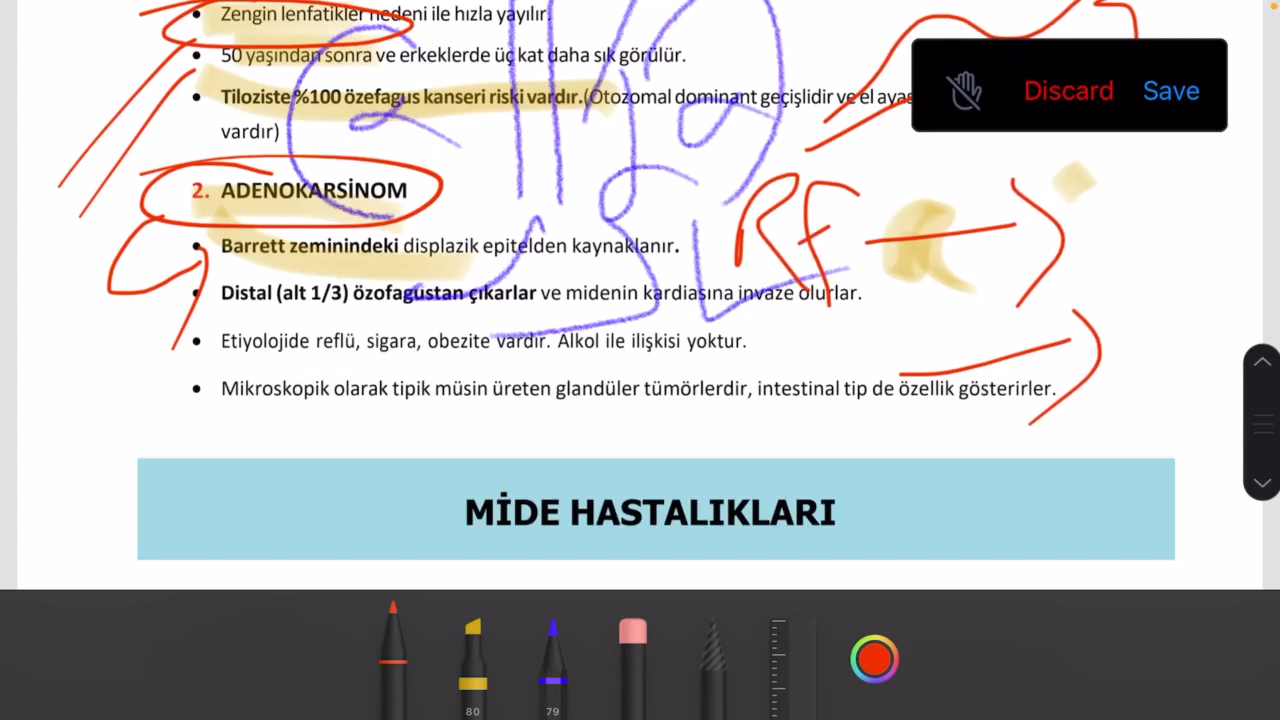 • Zengin lenfatikler nedeni ile hızla yayılır.
• 50 yaşından sonra ve erkeklerde üç kat daha sık görülür.
• Tiloziste %100 özefagus kanseri riski vardır.(Otozomal dominant geçişlidir ve el
vardır)
Discard Save
2. ADENOKARSİNOM
RF
• Barrett zeminindeki displazik epitelden kaynaklanır.
• Distal (alt 1/3) özofagustan çıkarlar ve midenin kardiasına invaze olurlar.
• Etiyolojide reflü, sigara, obezite vardır. Alkol ile ilişkisi yoktur.
• Mikroskopik olarak tipik müsin üreten glandüler tümörlerdir, intestinal tip de özellik gösterirler.
MİDE HASTALIKLARI
80 79